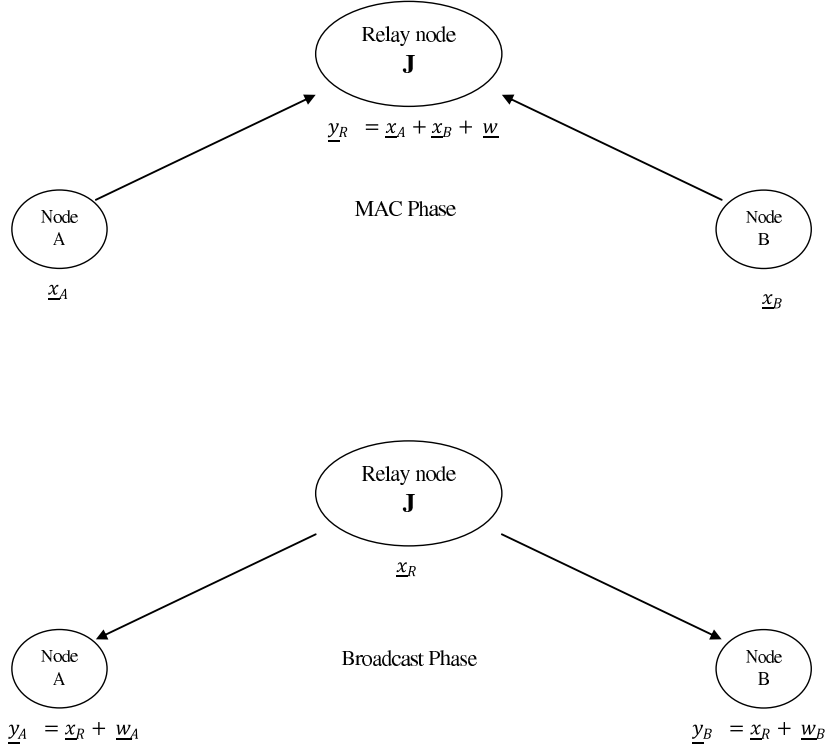 Relay node
J
y_R = x_A + x_B + w
Node
A
MAC Phase
Node
B
x_A
x_B
Relay node
J
x_R
Node
A
Broadcast Phase
Node
B
y_A = x_R + w_A
y_B = x_R + w_B